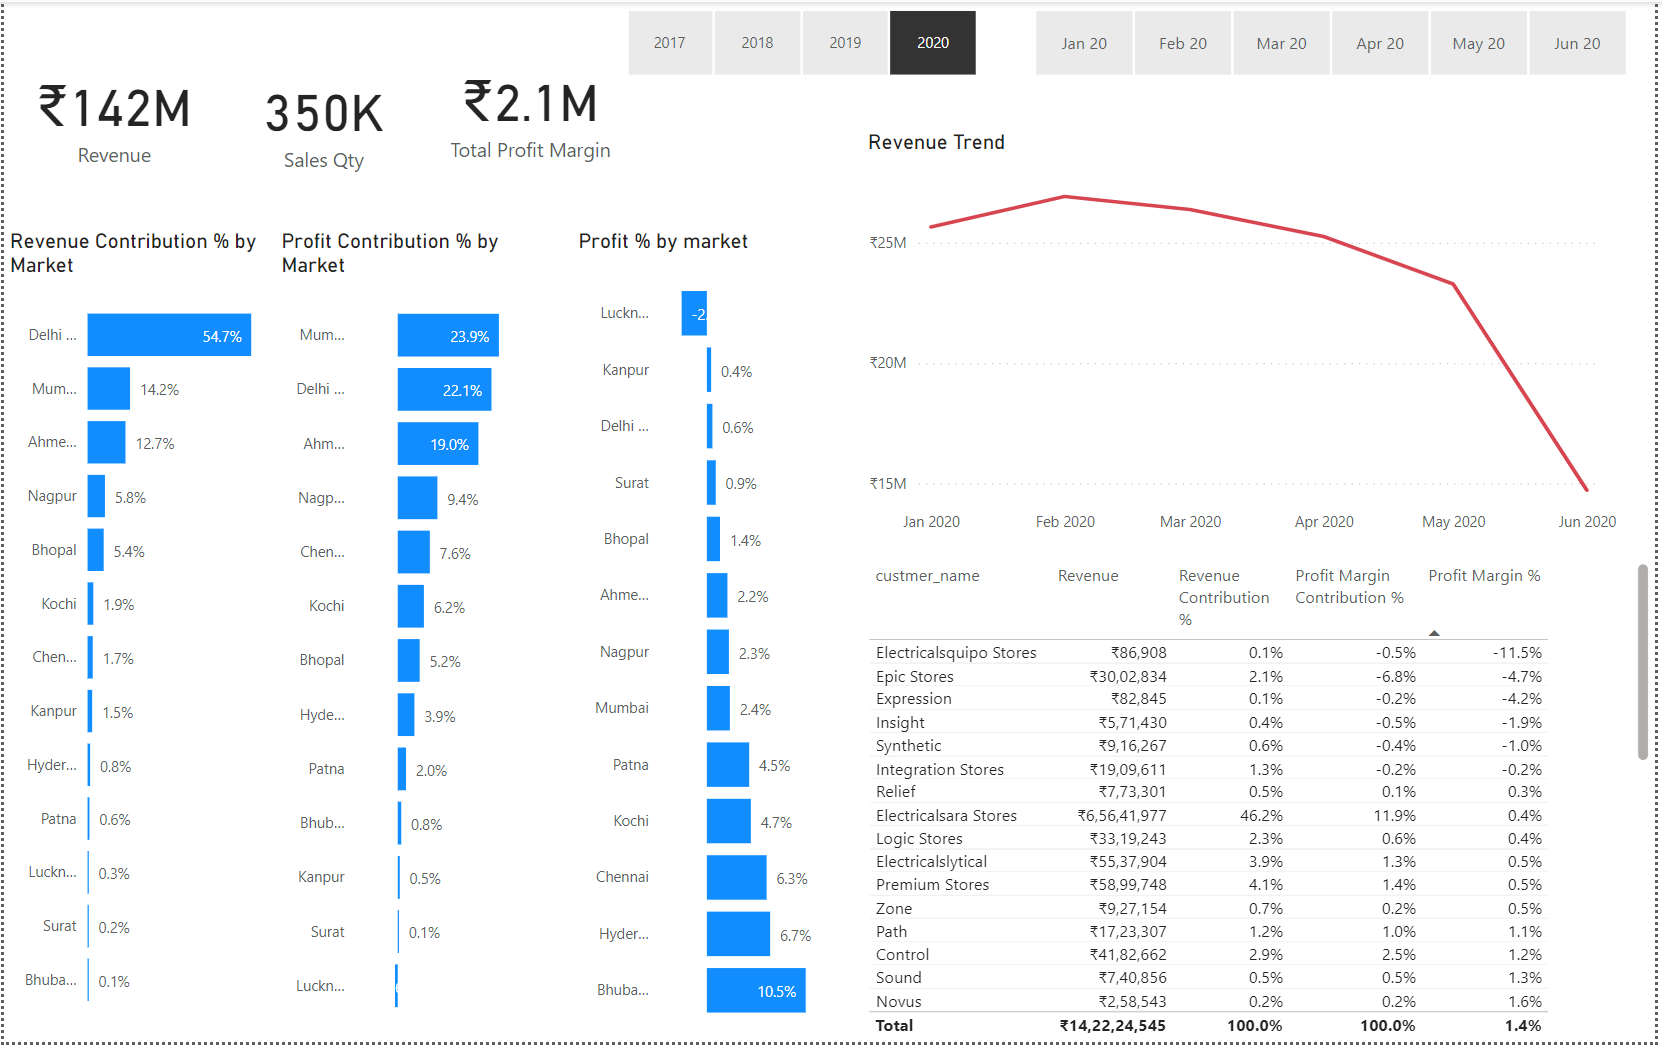 2017 2018 2019 2020 Jan 20 Feb 20 Mar 20 Apr 20 May 20 Jun 20
₹142M 350K ₹2.1M
Revenue Sales Qty Total Profit Margin
Revenue Contribution % by
Market
Delhi ... 54.7%
Mum... 14.2%
Ahme... 12.7%
Nagpur 5.8%
Bhopal 5.4%
Kochi 1.9%
Chen... 1.7%
Kanpur 1.5%
Hyder... 0.8%
Patna 0.6%
Luckn... 0.3%
Surat 0.2%
Bhuba... 0.1%
Profit Contribution % by
Market
Mum... 23.9%
Delhi ... 22.1%
Ahm... 19.0%
Nagp... 9.4%
Chen... 7.6%
Kochi 6.2%
Bhopal 5.2%
Hyde... 3.9%
Patna 2.0%
Bhub... 0.8%
Kanpur 0.5%
Surat 0.1%
Luckn...
Profit % by market
Luckn...
Kanpur 0.4%
Delhi ... 0.6%
Surat 0.9%
Bhopal 1.4%
Ahme... 2.2%
Nagpur 2.3%
Mumbai 2.4%
Patna 4.5%
Kochi 4.7%
Chennai 6.3%
Hyder... 6.7%
Bhuba... 10.5%
Revenue Trend
₹25M
₹20M
₹15M
Jan 2020 Feb 2020 Mar 2020 Apr 2020 May 2020 Jun 2020
custmer_name Revenue Revenue Contribution % Profit Margin Contribution % Profit Margin %
Electricalsquipo Stores ₹86,908 0.1% -0.5% -11.5%
Epic Stores ₹30,02,834 2.1% -6.8% -4.7%
Expression ₹82,845 0.1% -0.2% -4.2%
Insight ₹5,71,430 0.4% -0.5% -1.9%
Synthetic ₹9,16,267 0.6% -0.4% -1.0%
Integration Stores ₹19,09,611 1.3% -0.2% -0.2%
Relief ₹7,73,301 0.5% 0.1% 0.3%
Electricalsara Stores ₹6,56,41,977 46.2% 11.9% 0.4%
Logic Stores ₹33,19,243 2.3% 0.6% 0.4%
Electricalslytical ₹55,37,904 3.9% 1.3% 0.5%
Premium Stores ₹58,99,748 4.1% 1.4% 0.5%
Zone ₹9,27,154 0.7% 0.2% 0.5%
Path ₹17,23,307 1.2% 1.0% 1.1%
Control ₹41,82,662 2.9% 2.5% 1.2%
Sound ₹7,40,856 0.5% 0.5% 1.3%
Novus ₹2,58,543 0.2% 0.2% 1.6%
Total ₹14,22,24,545 100.0% 100.0% 1.4%